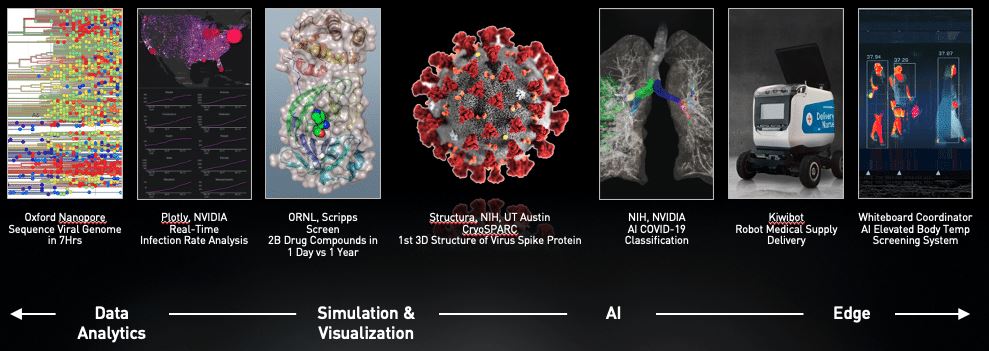 37.94
37.26
37.87
Delivery
Name
Oxford Nanopore
Sequence Viral Genome
in 7Hrs
Plotly, NVIDIA
Real-Time
Infection Rate Analysis
ORNL, Scripps
Screen
2B Drug Compounds in
1 Day vs 1 Year
Structura, NIH, UT Austin
CryoSPARC
1st 3D Structure of Virus Spike Protein
NIH, NVIDIA
AI COVID-19
Classification
Kiwibot
Robot Medical Supply
Delivery
Whiteboard Coordinator
AI Elevated Body Temp
Screening System
Data
Analytics
Simulation &
Visualization
AI
Edge